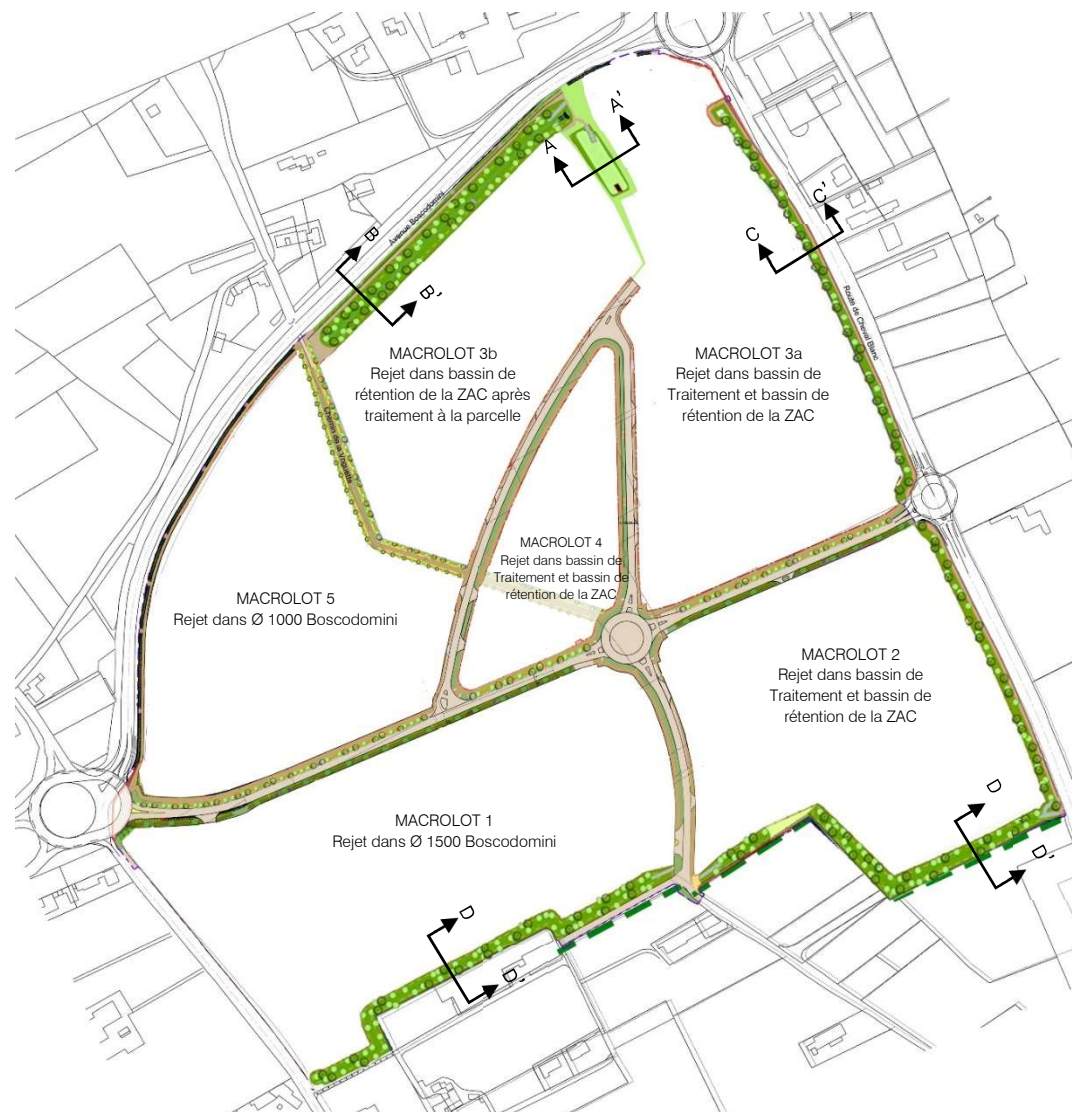 A
A'
Avenue Boscodomini
B
B'
C
C'
Route de Cheval Blanc
MACROLOT 3b
Rejet dans bassin de
rétention de la ZAC après
traitement à la parcelle
MACROLOT 3a
Rejet dans bassin de
Traitement et bassin de
rétention de la ZAC
Chemin de la
MACROLOT 4
Rejet dans bassin de
Traitement et bassin de
rétention de la ZAC
MACROLOT 5
Rejet dans Ø 1000 Boscodomini
MACROLOT 2
Rejet dans bassin de
Traitement et bassin de
rétention de la ZAC
MACROLOT 1
Rejet dans Ø 1500 Boscodomini
D
D'
D
D'